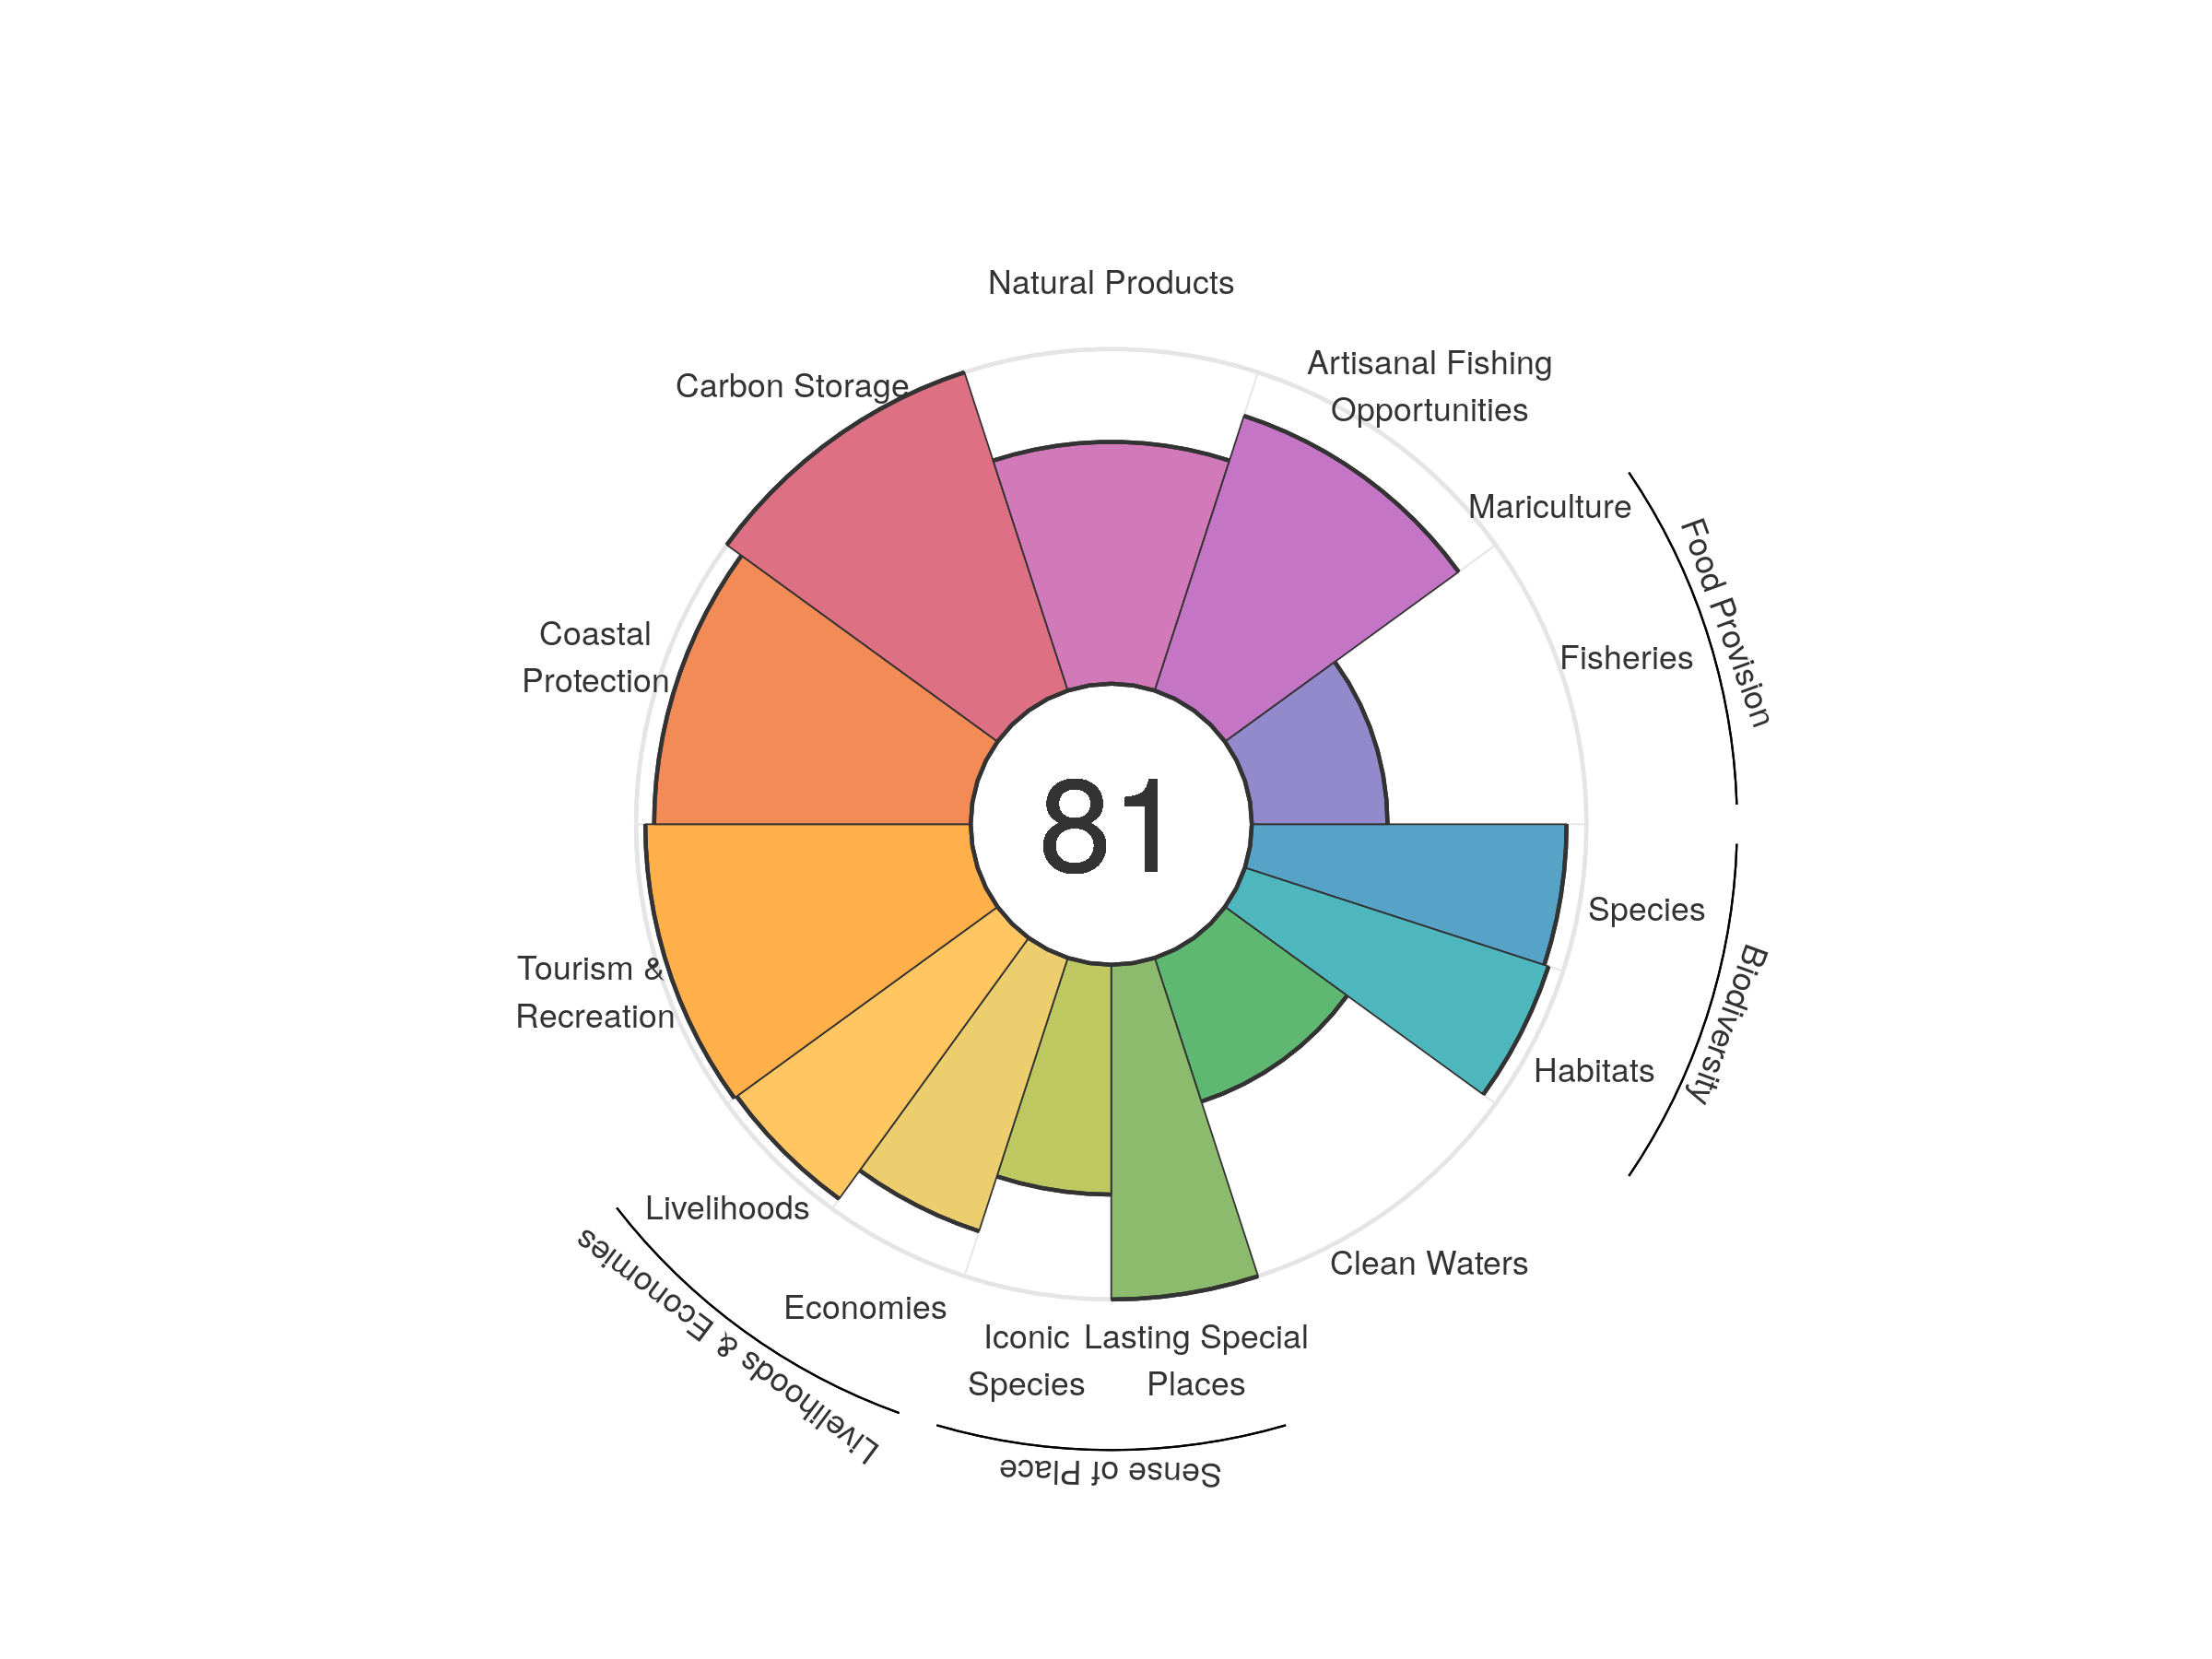 Natural Products
Artisanal Fishing
Opportunities
Carbon Storage
Mariculture
Food Provision
Fisheries
Coastal
Protection
81
Species
Biodiversity
Tourism &
Recreation
Habitats
Livelihoods
Clean Waters
Livelihoods & Economies
Economies
Iconic
Species
Lasting Special
Places
Sense of Place